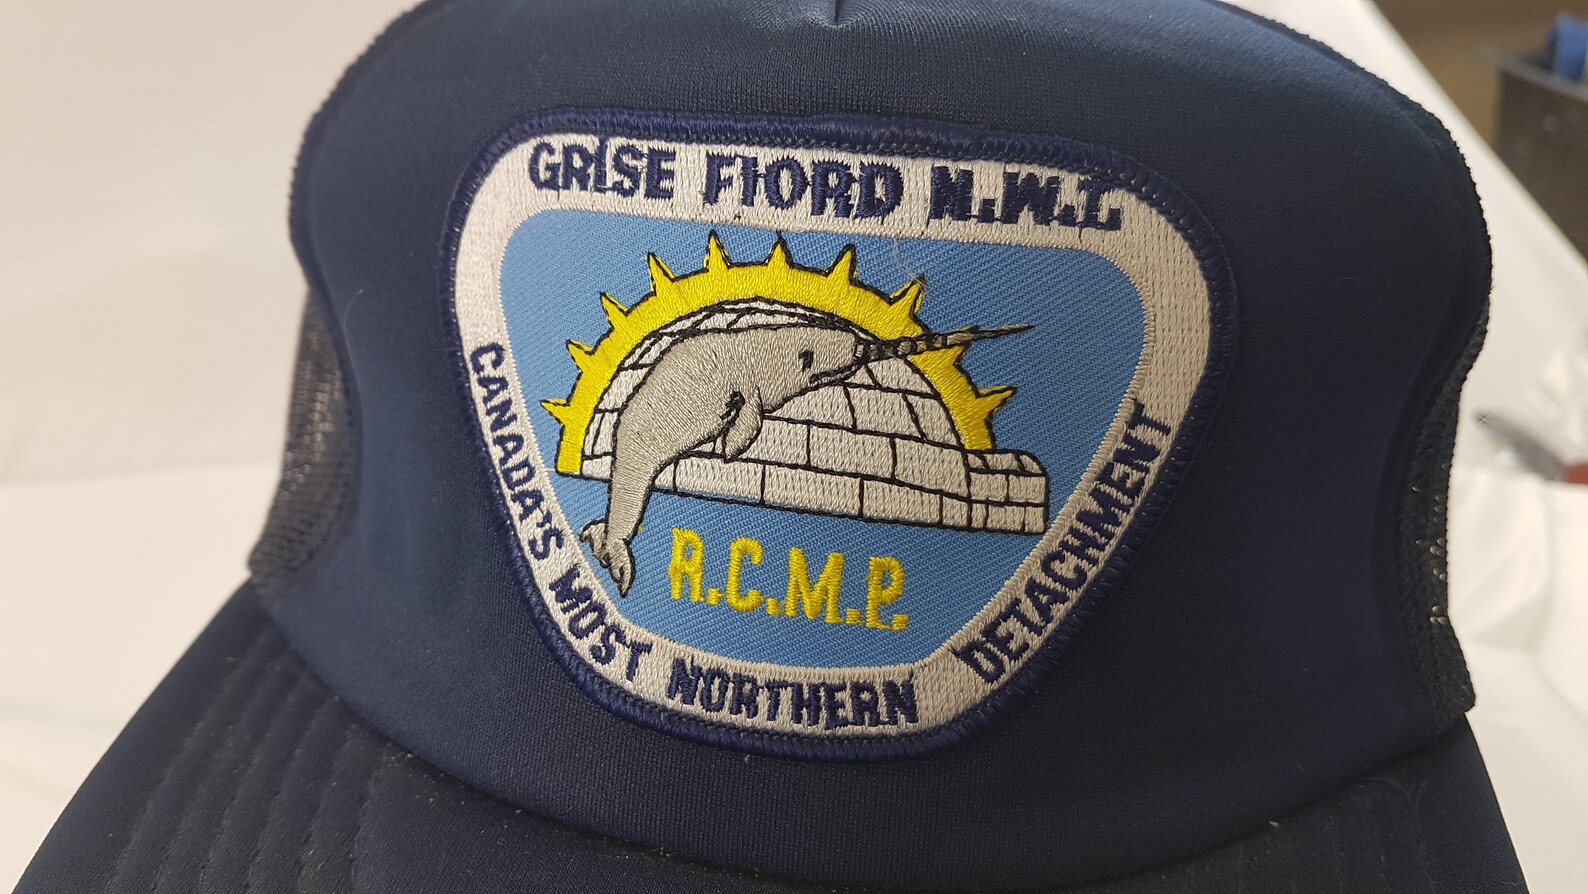 GRISE FIORD N.W.T.
R.C.M.P.
CANADA'S MOST NORTHERN DETACHMENT